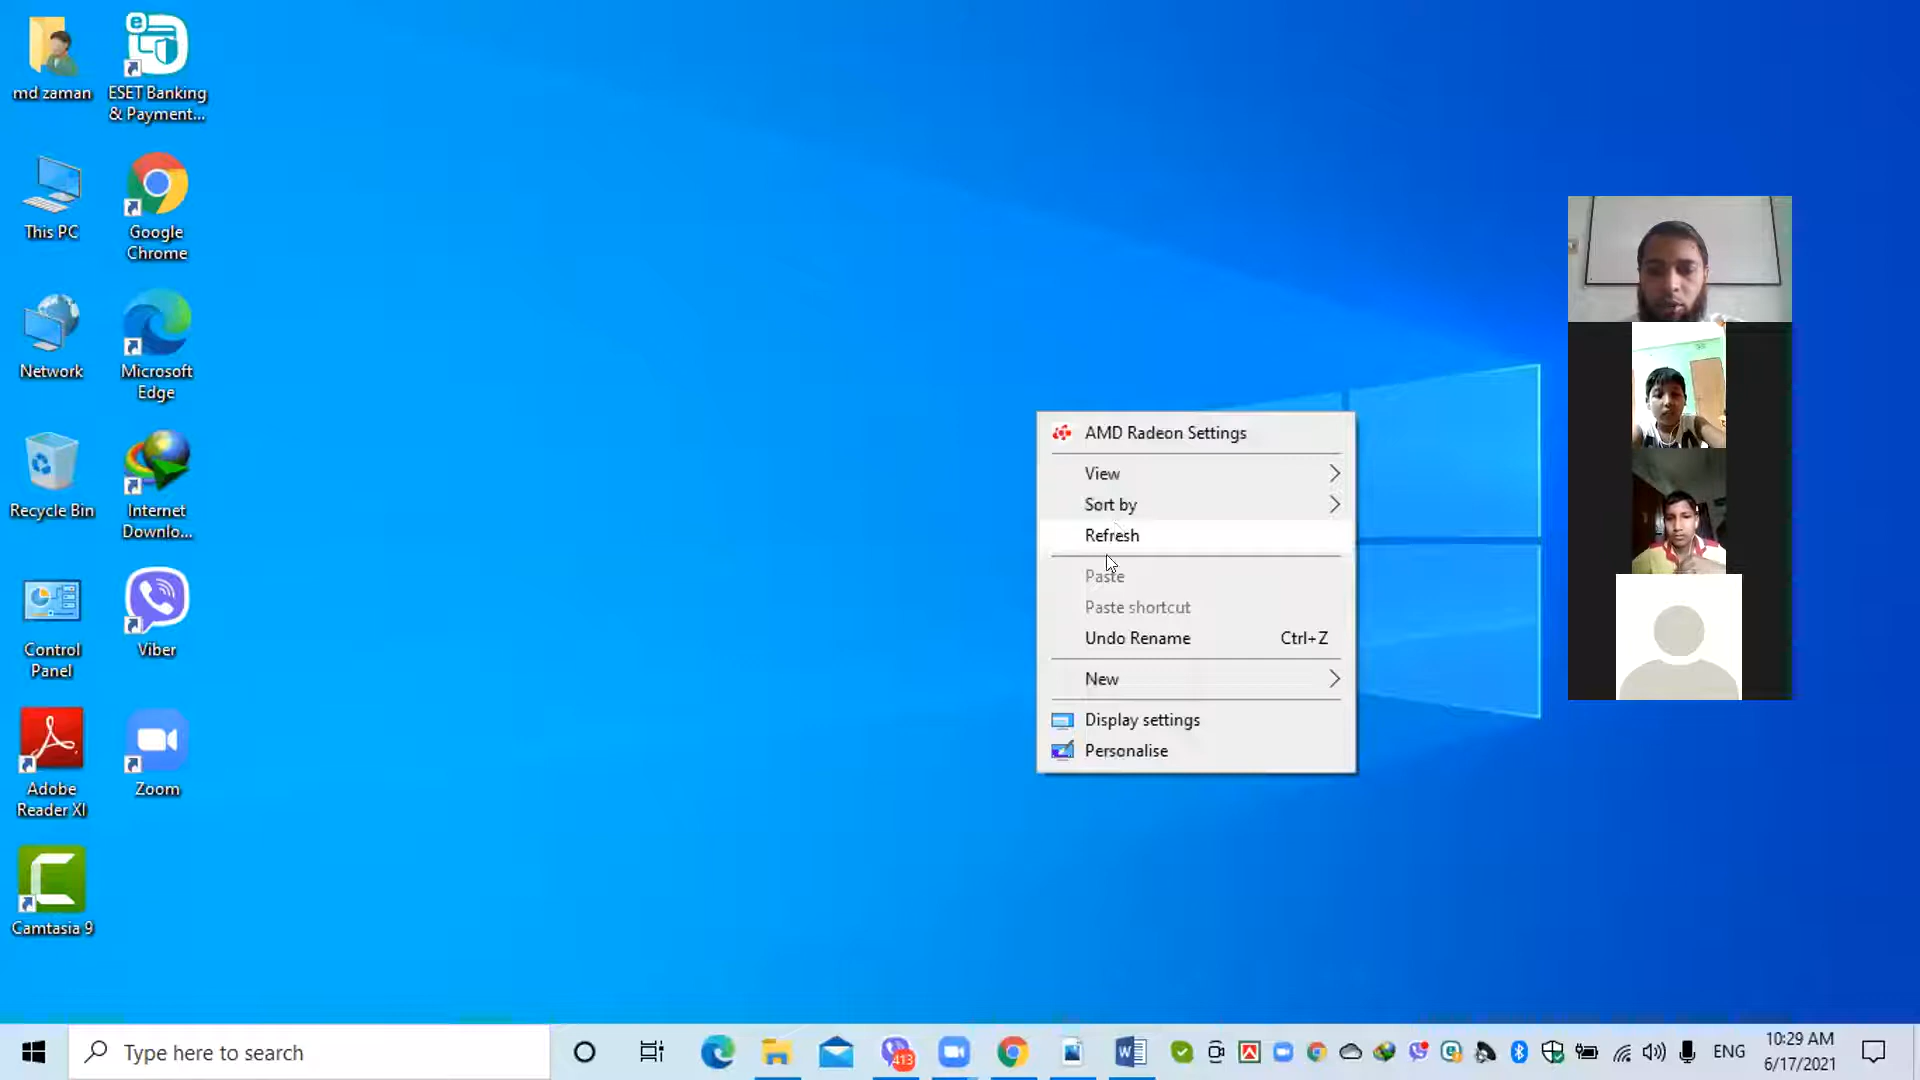 md zaman
ESET Banking
& Payment...
This PC
Google
Chrome
Network
Microsoft
Edge
Recycle Bin
Internet
Downlo...
Control
Panel
Viber
Adobe
Reader XI
Zoom
Camtasia 9
AMD Radeon Settings
View
Sort by
Refresh
Paste
Paste shortcut
Undo Rename Ctrl+Z
New
Display settings
Personalise
Type here to search
413
ENG
10:29 AM
6/17/2021